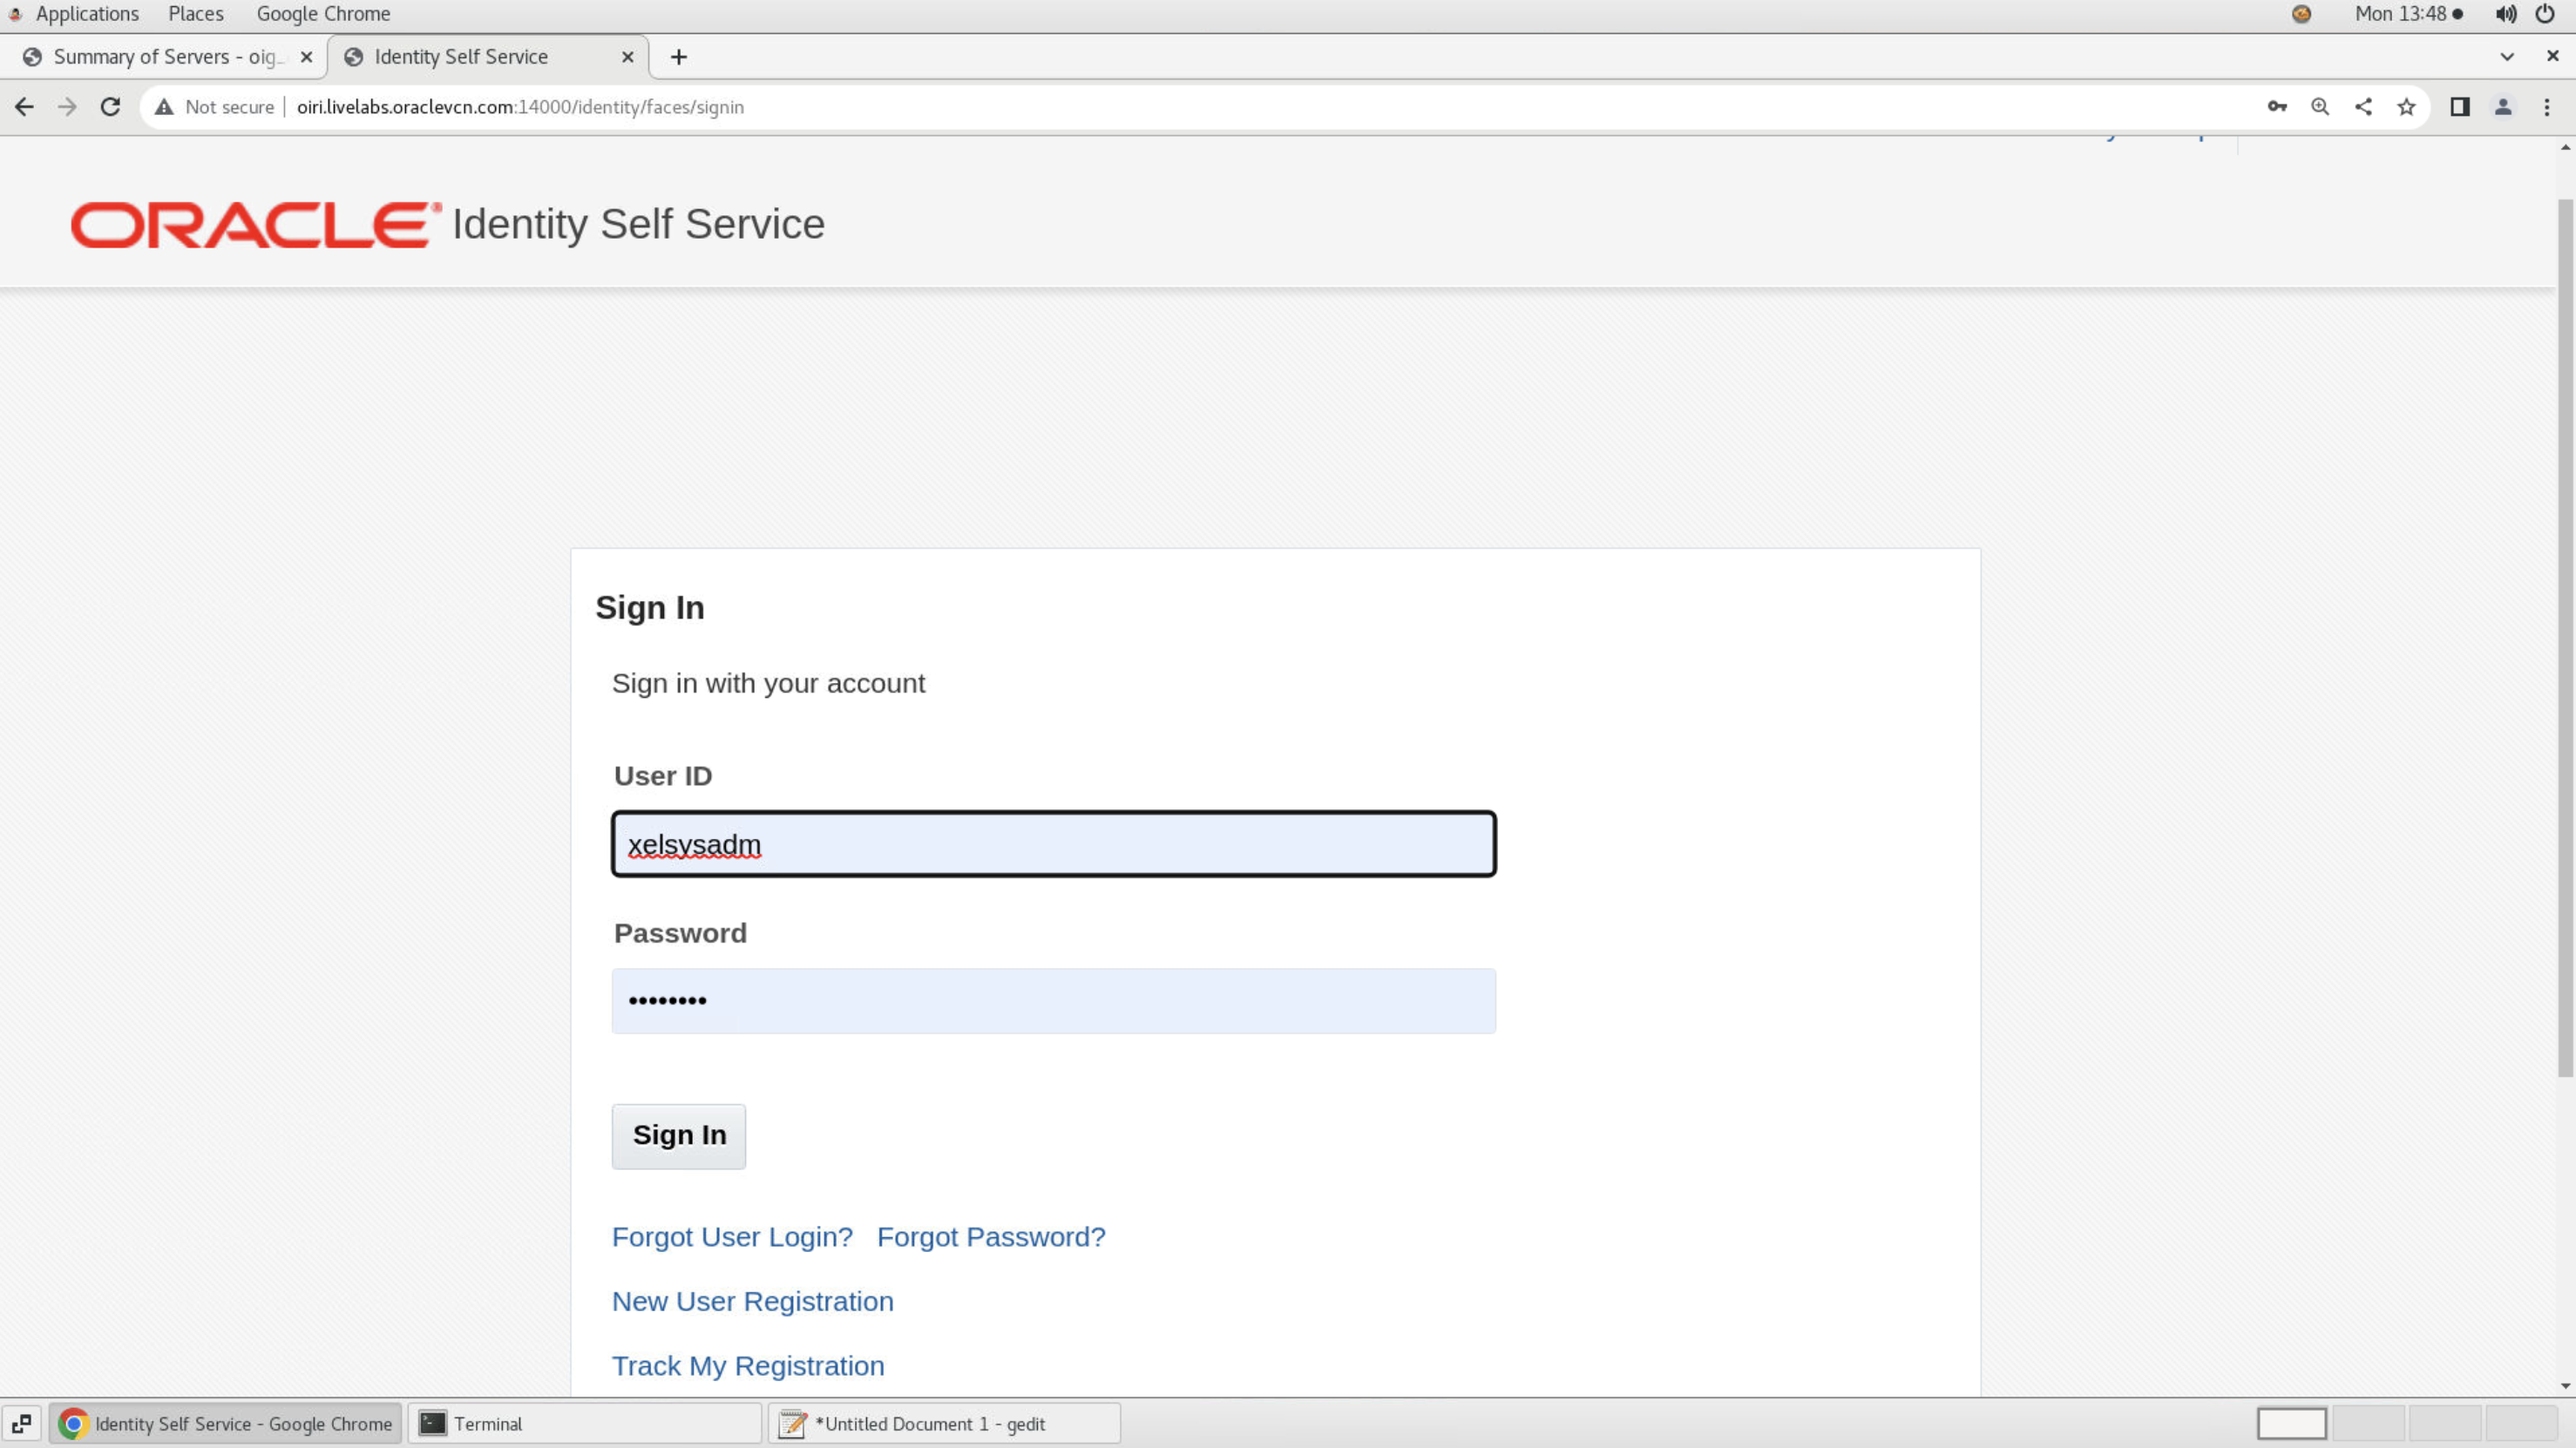 Applications Places Google Chrome Mon 13:48
Summary of Servers - oig_ Identity Self Service
Not secure oiri.livelabs.oraclevcn.com:14000/identity/faces/signin
ORACLE® Identity Self Service
Sign In
Sign in with your account
User ID
xelsysadm
Password
••••••••
Sign In
Forgot User Login? Forgot Password?
New User Registration
Track My Registration
Identity Self Service - Google Chrome Terminal *Untitled Document 1 - gedit